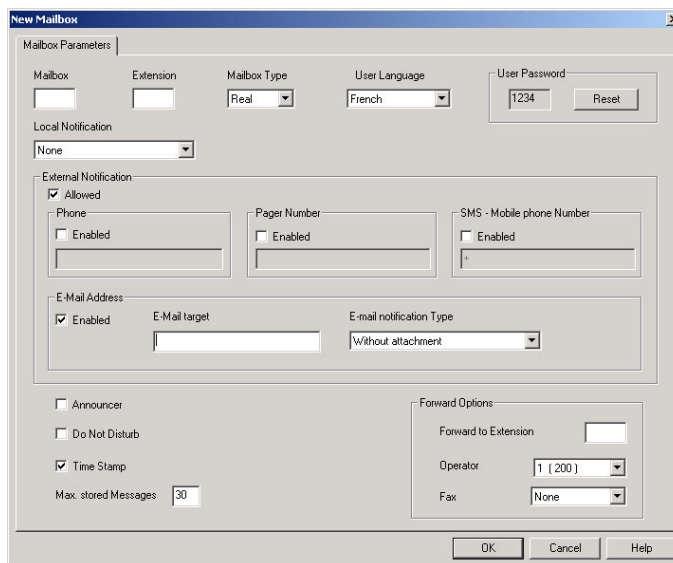 New Mailbox
Mailbox Parameters
Mailbox Extension Mailbox Type User Language User Password
Real French 1234 Reset
Local Notification
None
External Notification
Allowed
Phone Pager Number SMS - Mobile phone Number
Enabled Enabled Enabled
+
E-Mail Address
Enabled E-Mail target E-mail notification Type
Without attachment
Announcer Forward Options
Do Not Disturb Forward to Extension
Time Stamp Operator 1 ( 200 )
Max. stored Messages 30 Fax None
OK Cancel Help